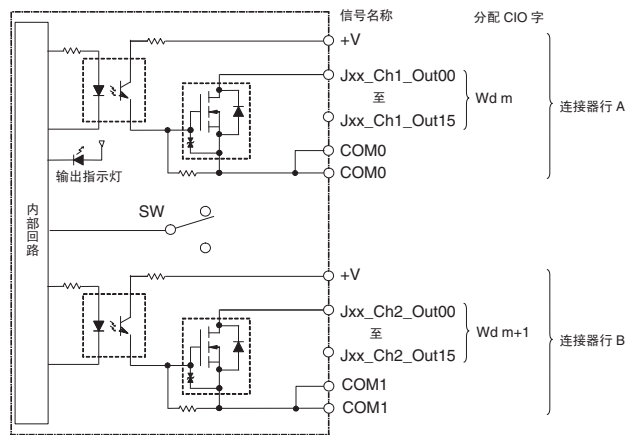 信号名称 分配 CIO 字
+V
Jxx_Ch1_Out00
至
Wd m
连接器行 A
Jxx_Ch1_Out15
COM0
COM0
输出指示灯
内部回路
SW
+V
Jxx_Ch2_Out00
至
Wd m+1
连接器行 B
Jxx_Ch2_Out15
COM1
COM1